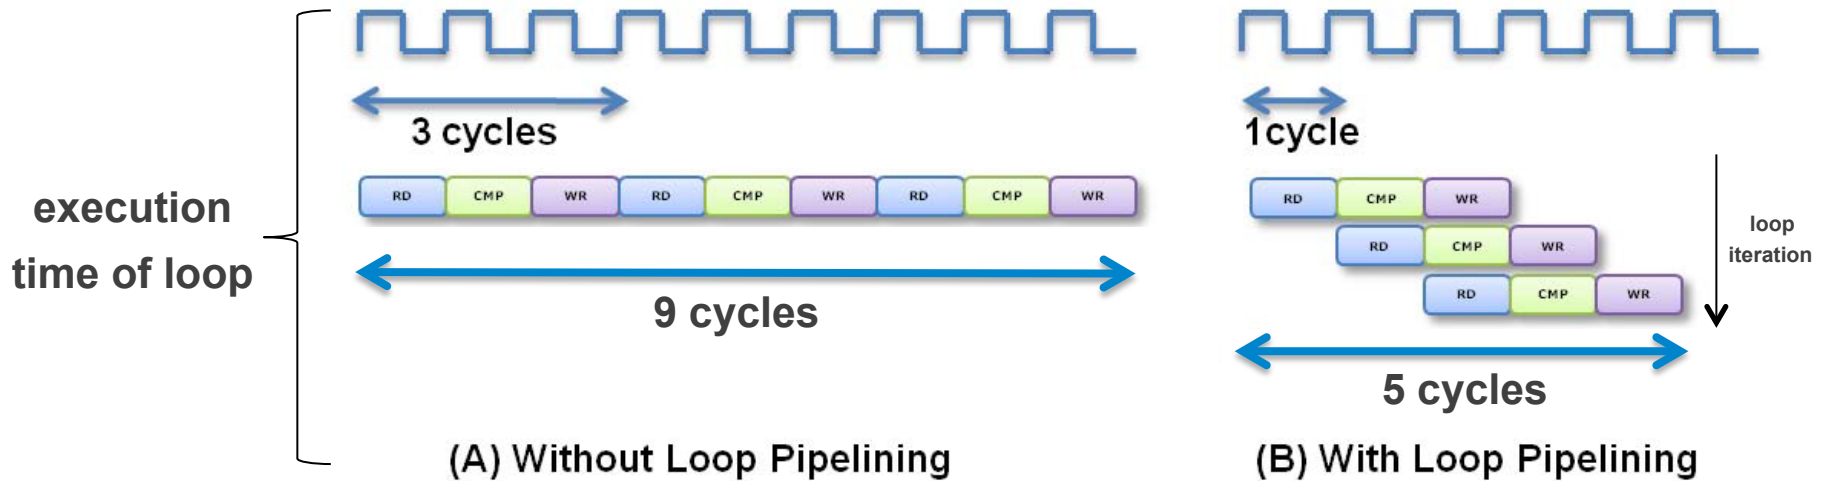 execution
time of loop
3 cycles
RD CMP WR RD CMP WR RD CMP WR
9 cycles
(A) Without Loop Pipelining
1cycle
RD CMP WR
RD CMP WR
RD CMP WR
loop
iteration
5 cycles
(B) With Loop Pipelining